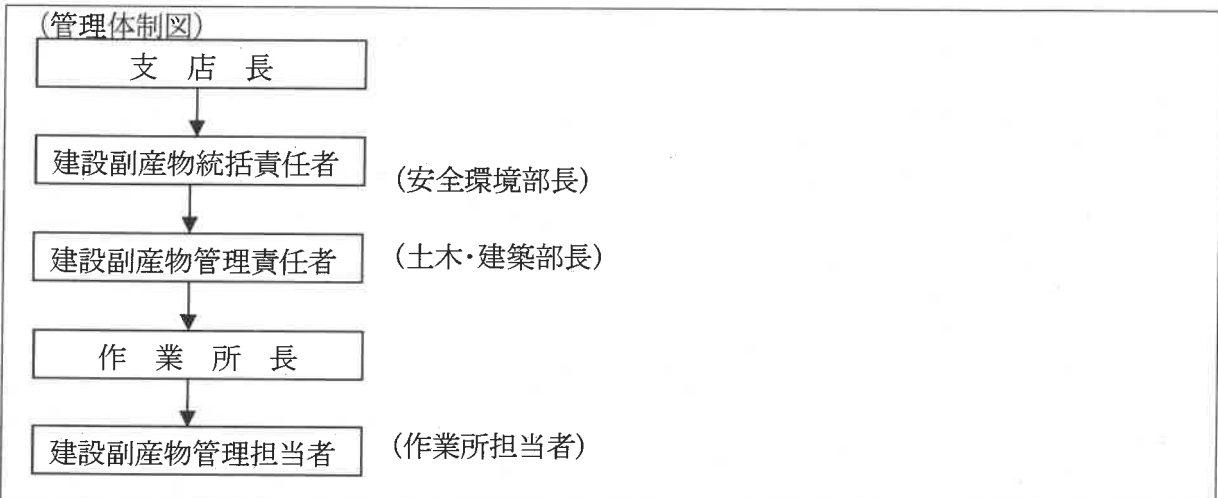 (管理体制図)
支 店 長
建設副産物統括責任者
(安全環境部長)
建設副産物管理責任者
(土木・建築部長)
作 業 所 長
建設副産物管理担当者
(作業所担当者)